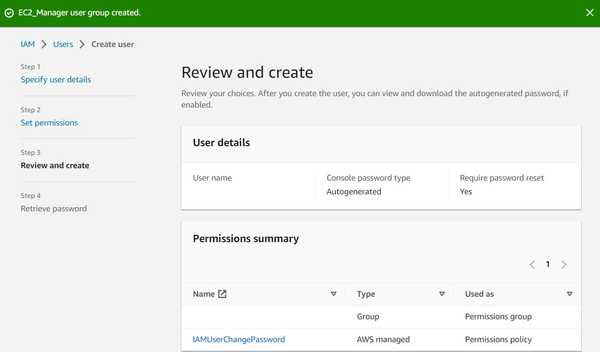 EC2_Manager user group created.
IAM > Users > Create user
Step 1
Specify user details
Step 2
Set permissions
Step 3
Review and create
Step 4
Retrieve password
Review and create
Review your choices. After you create the user, you can view and download the autogenerated password, if
enabled.
User details
User name
Console password type
Autogenerated
Require password reset
Yes
Permissions summary
1
Name Type Used as
Group Permissions group
IAMUserChangePassword AWS managed Permissions policy